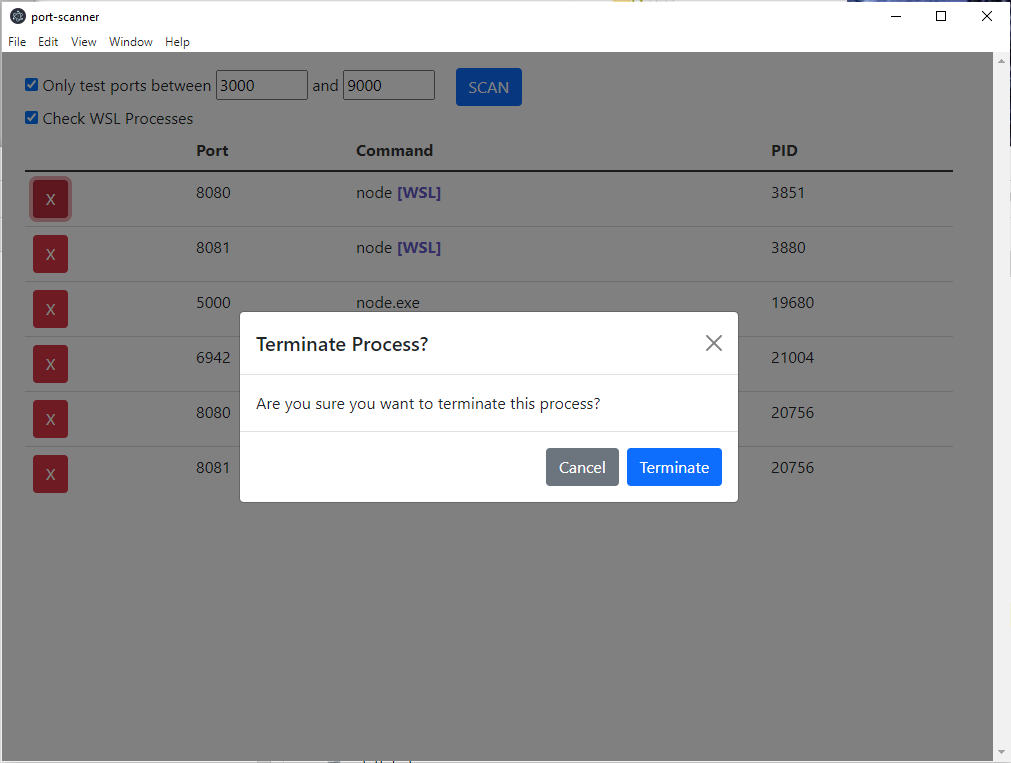 port-scanner
File Edit View Window Help
Only test ports between 3000 and 9000 SCAN
Check WSL Processes
Port Command PID
X 8080 node [WSL] 3851
X 8081 node [WSL] 3880
X 5000 node.exe 19680
X 6942 21004
X 8080 20756
X 8081 20756
Terminate Process?
Are you sure you want to terminate this process?
Cancel Terminate